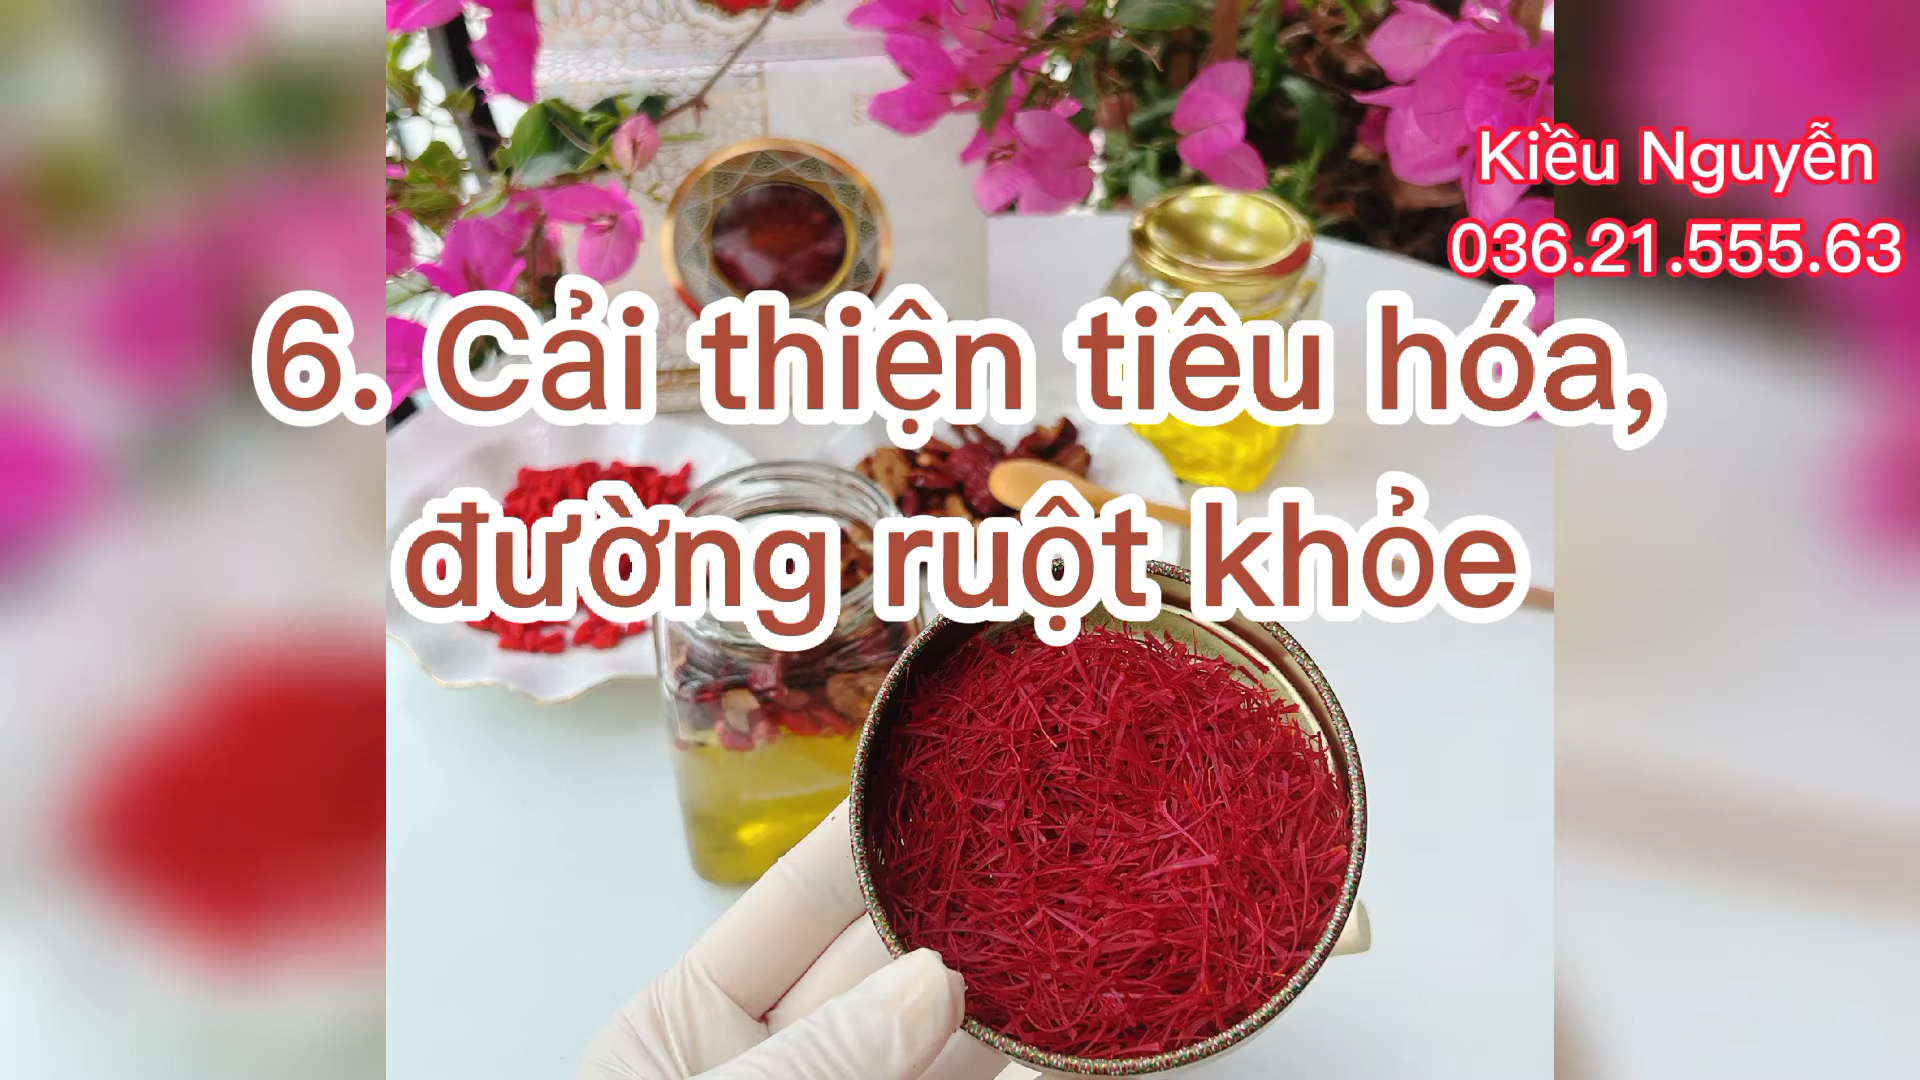 Kiều Nguyễn
036.21.555.63
6. Cải thiện tiêu hóa,
đường ruột khỏe